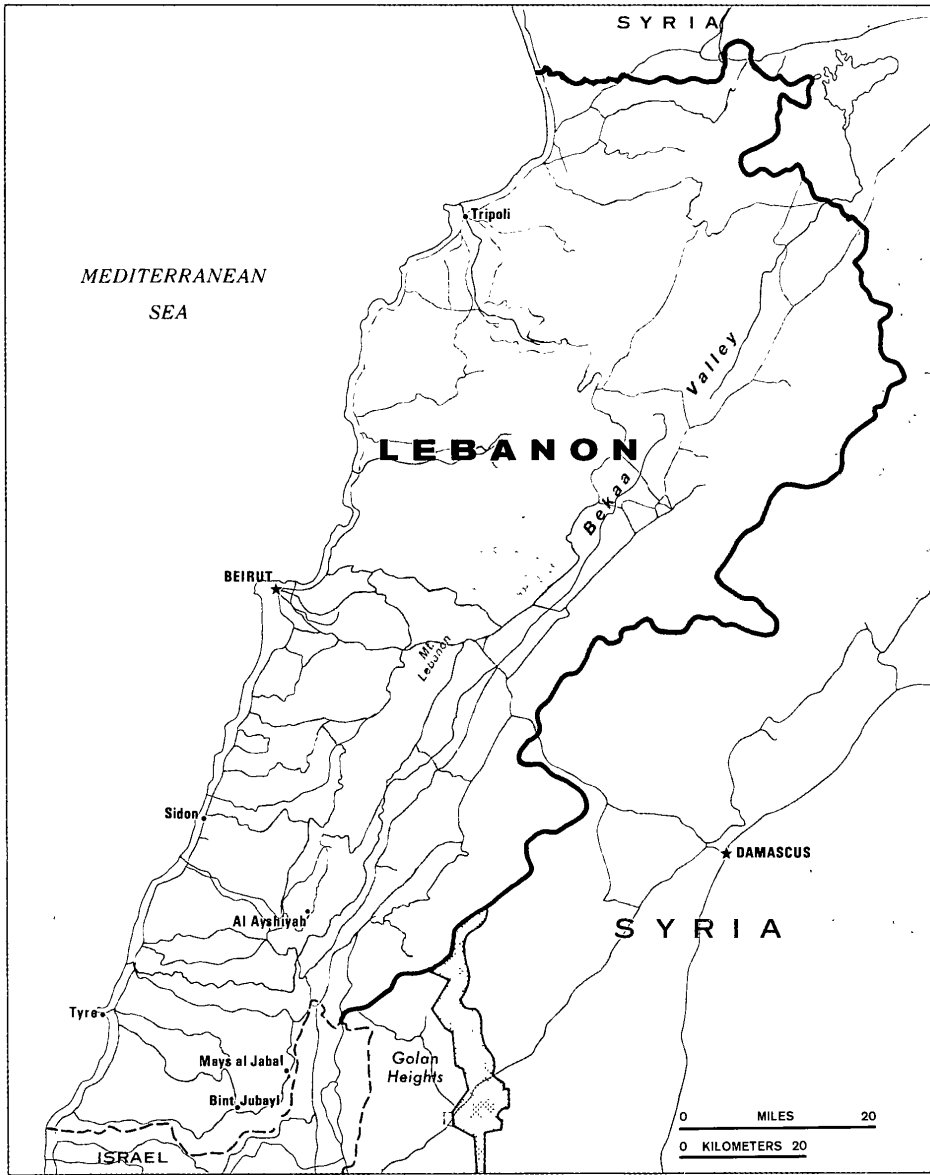 SYRIA
Tripoli
MEDITERRANEAN
SEA
Valley
LEBANON
Bekaa
BEIRUT
Mt.
Lebanon
Sidon
DAMASCUS
Al Ayshiyah
SYRIA
Tyre
Golan
Heights
Mays al Jabal
Bint Jubayl
0 MILES 20
0 KILOMETERS 20
ISRAEL